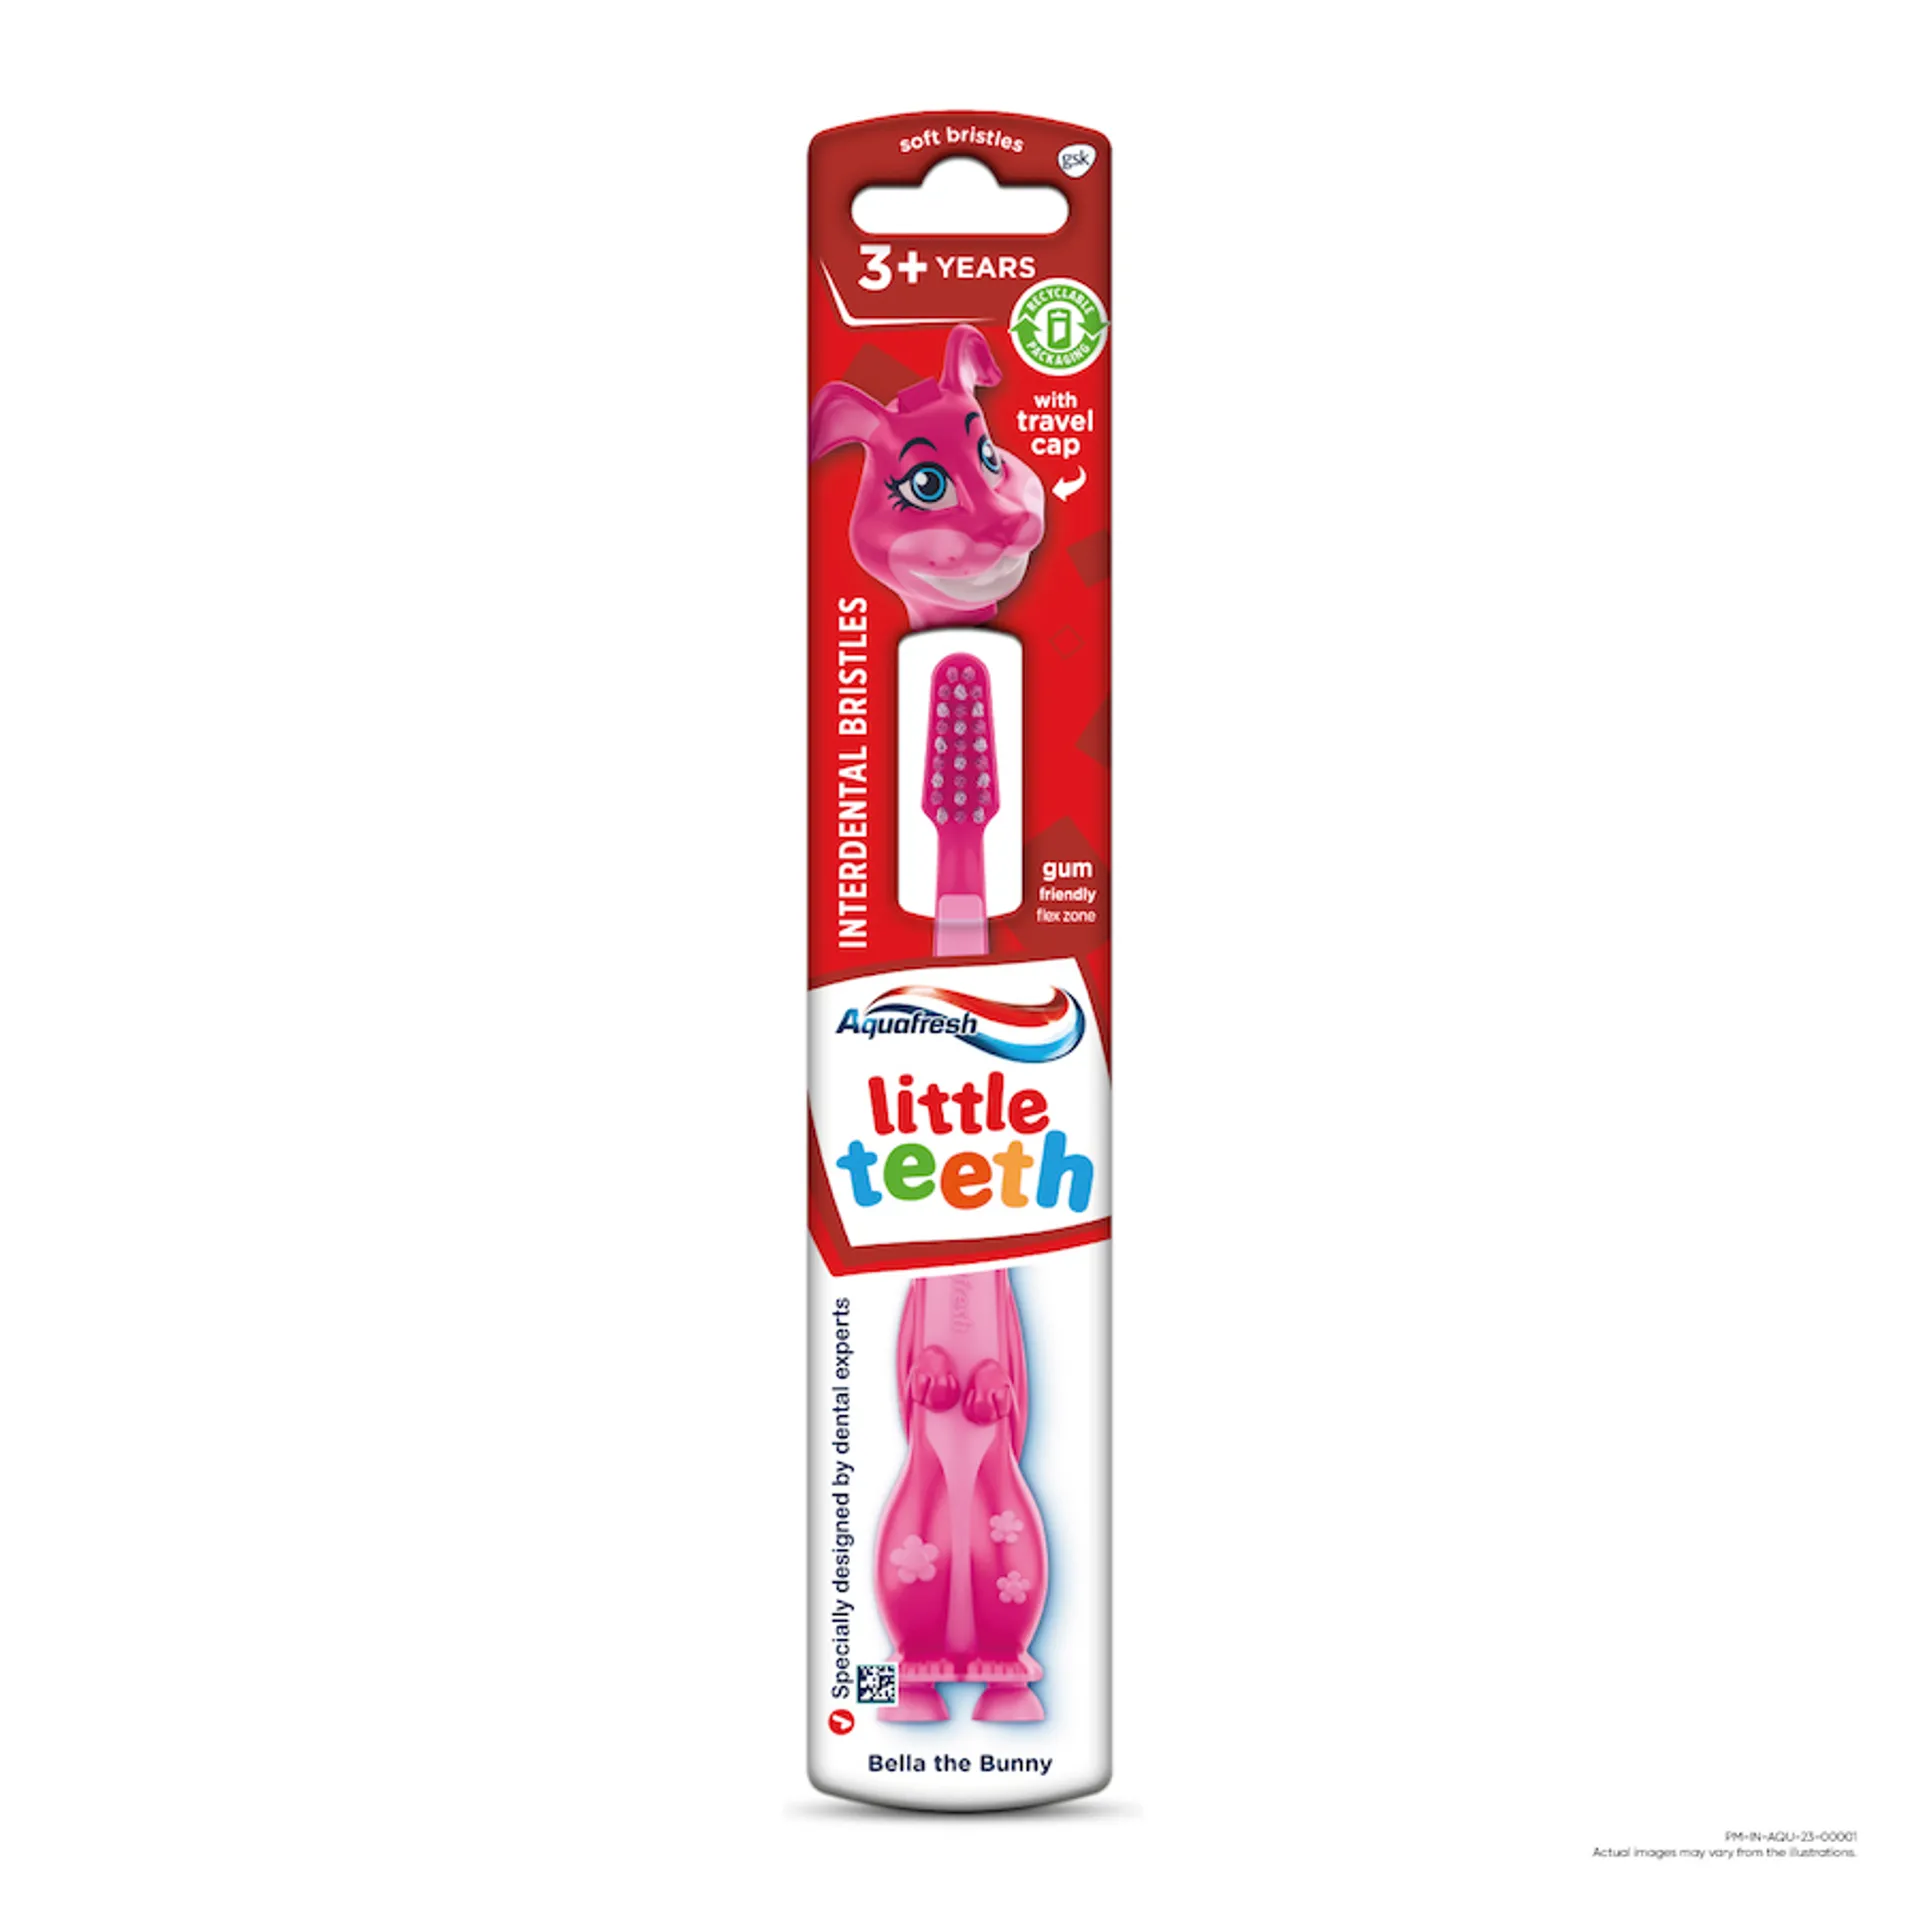 soft bristles
gsk
3+ YEARS
RECYCLABLE
PACKAGING
with
travel
cap
INTERDENTAL BRISTLES
gum
friendly
flex zone
Aquafresh
little
teeth
Specially designed by dental experts
Bella the Bunny
PM-IN-AQU-23-00001
Actual images may vary from the illustrations.